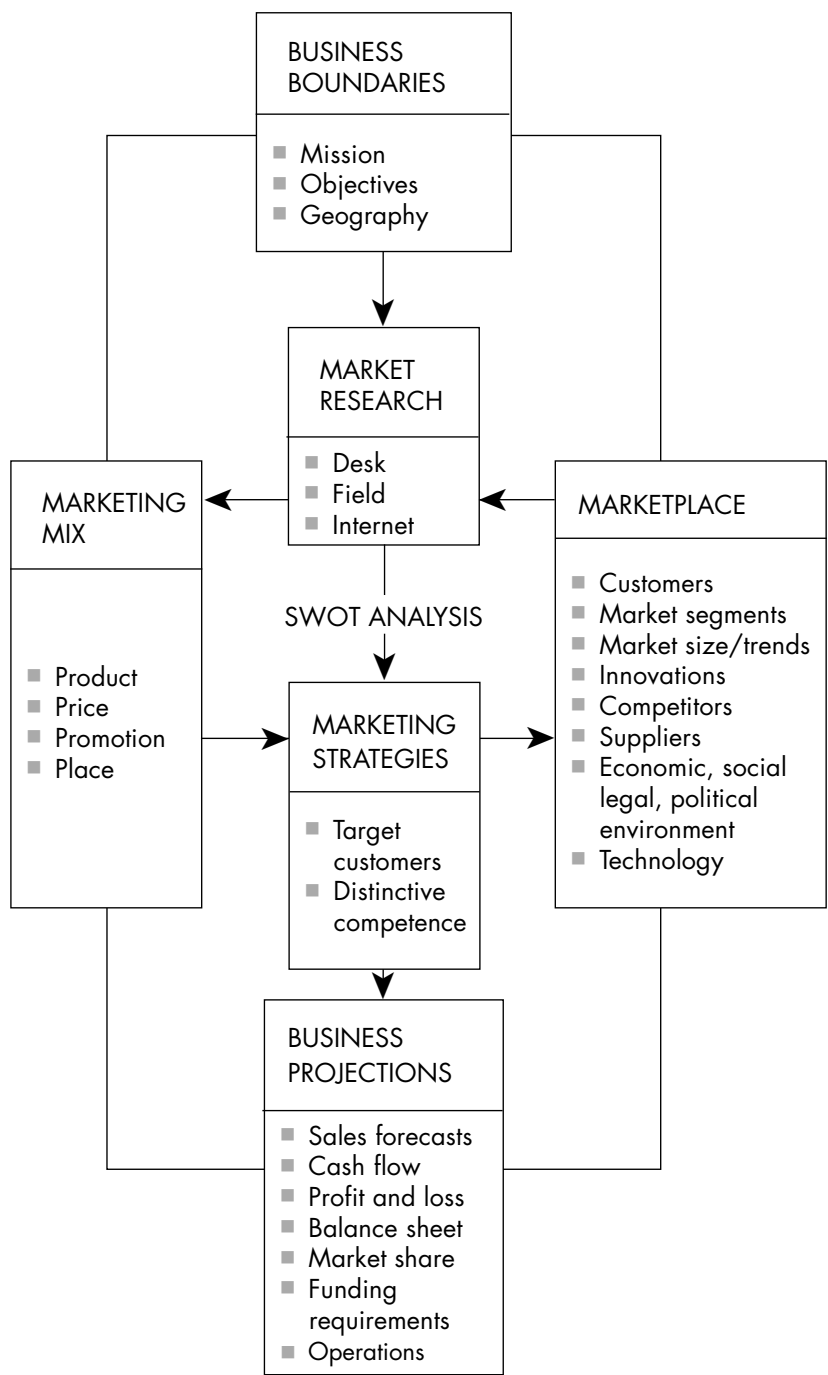 BUSINESS
BOUNDARIES
Mission
Objectives
Geography
MARKET
RESEARCH
Desk
Field
Internet
MARKETING
MIX
Product
Price
Promotion
Place
MARKETPLACE
Customers
Market segments
Market size/trends
Innovations
Competitors
Suppliers
Economic, social
legal, political
environment
Technology
SWOT ANALYSIS
MARKETING
STRATEGIES
Target
customers
Distinctive
competence
BUSINESS
PROJECTIONS
Sales forecasts
Cash flow
Profit and loss
Balance sheet
Market share
Funding
requirements
Operations